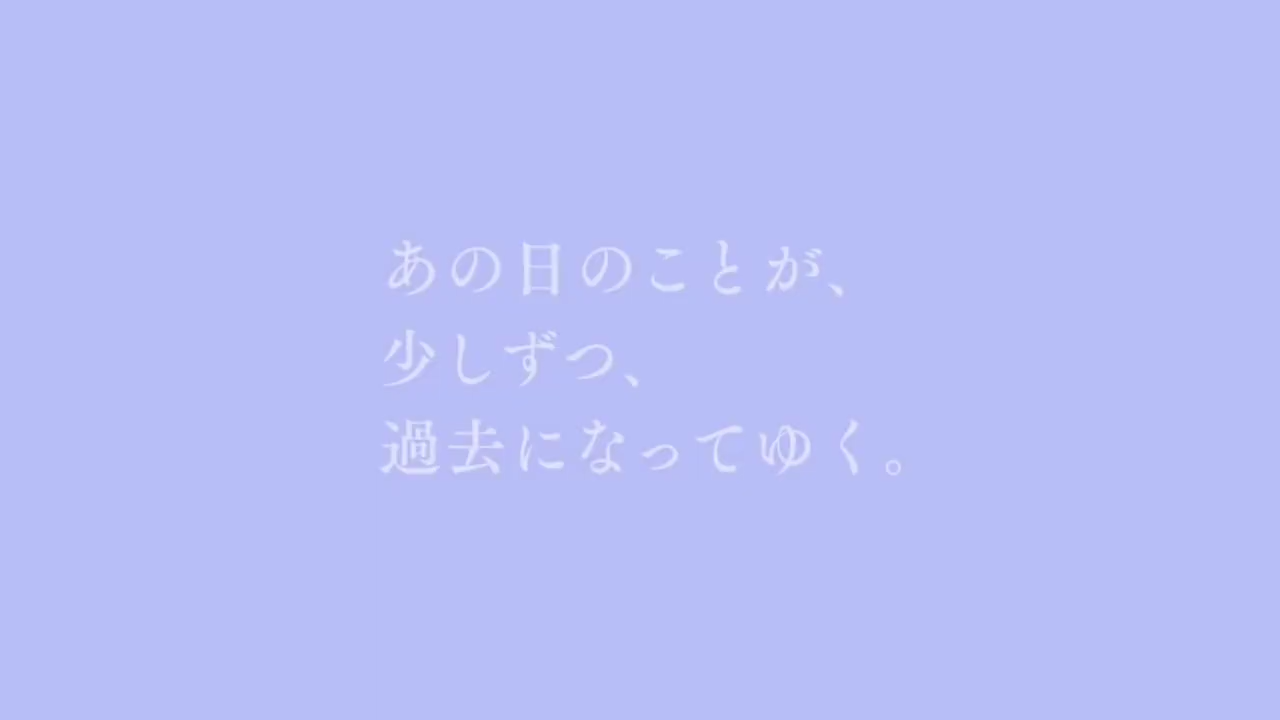 あの日のことが、
少しずつ、
過去になってゆく。